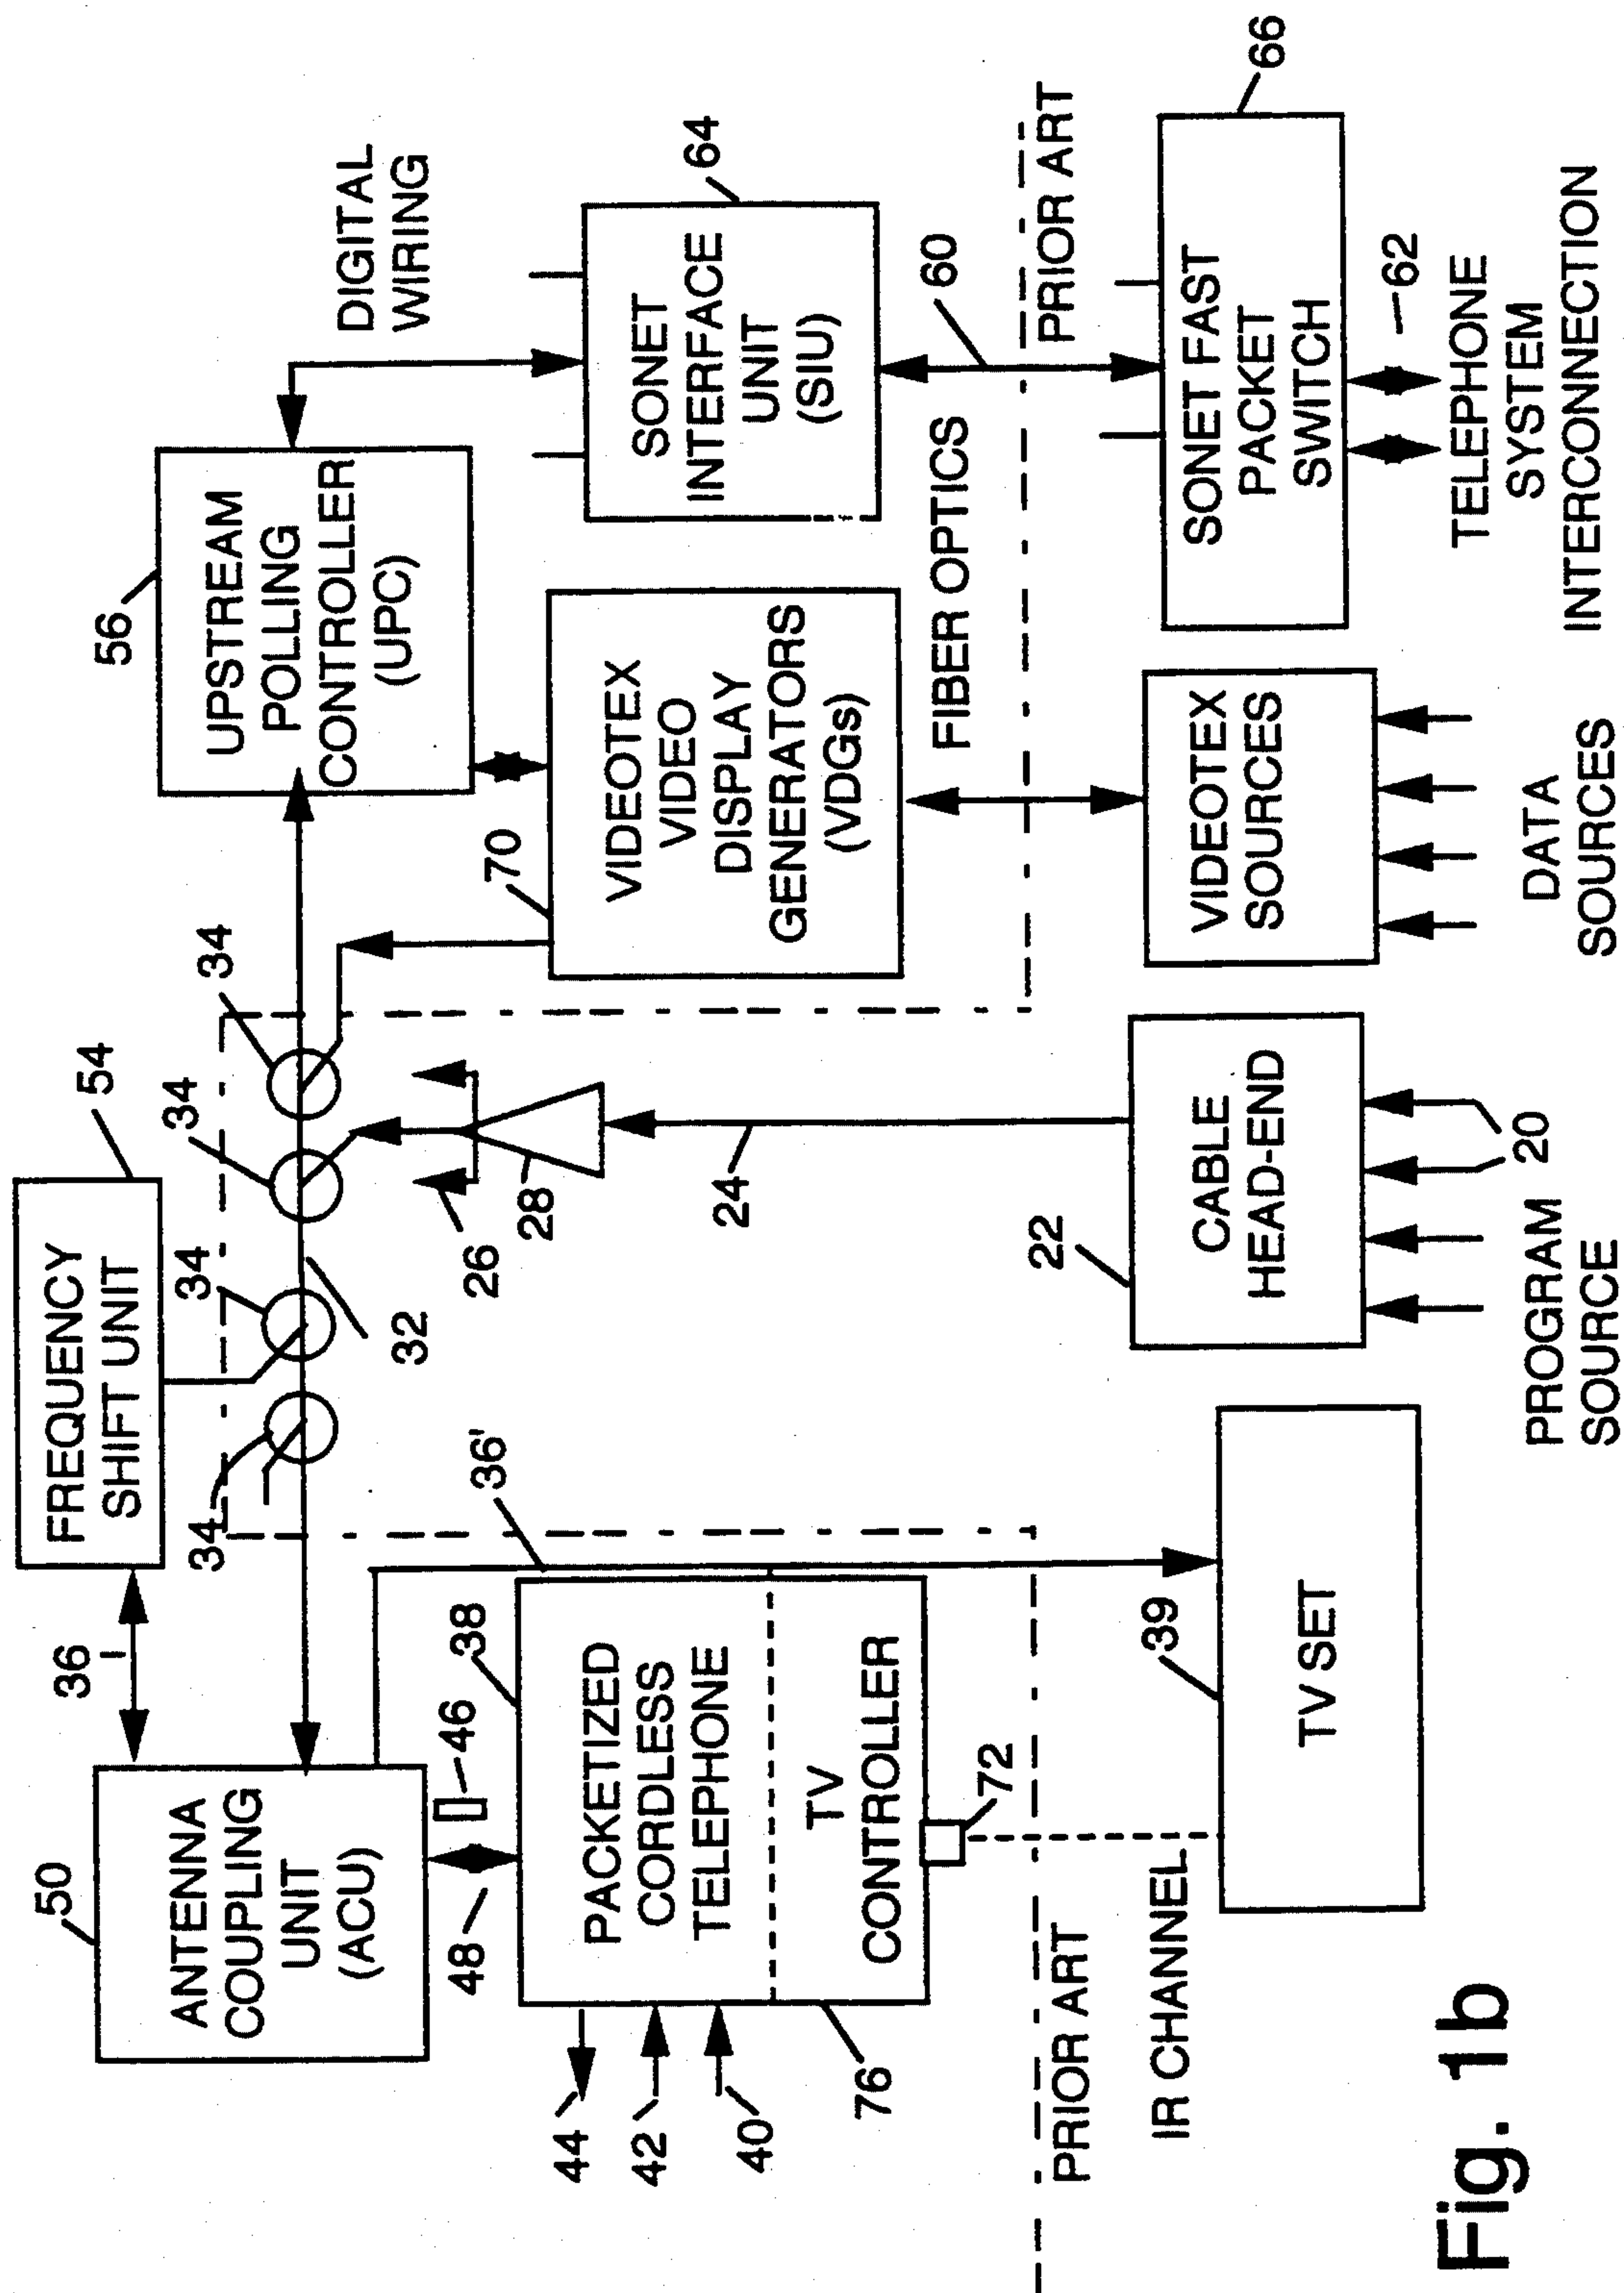 FREQUENCY
SHIFT UNIT
54
36
50
ANTENNA
COUPLING
UNIT
(ACU)
34
34
34
34
32
56
UPSTREAM
POLLING
CONTROLLER
(UPC)
DIGITAL
WIRING
46
48
36'
38
PACKETIZED
CORDLESS
TELEPHONE
TV
CONTROLLER
44
42
40
76
72
26
28
24
70
VIDEOTEX
VIDEO
DISPLAY
GENERATORS
(VDGs)
64
SONET
INTERFACE
UNIT
(SIU)
60
FIBER OPTICS
PRIOR ART
PRIOR ART
IR CHANNEL
39
TV SET
22
CABLE
HEAD-END
20
PROGRAM
SOURCE
VIDEOTEX
SOURCES
DATA
SOURCES
66
SONET FAST
PACKET
SWITCH
62
TELEPHONE
SYSTEM
INTERCONNECTION
Fig. 1b